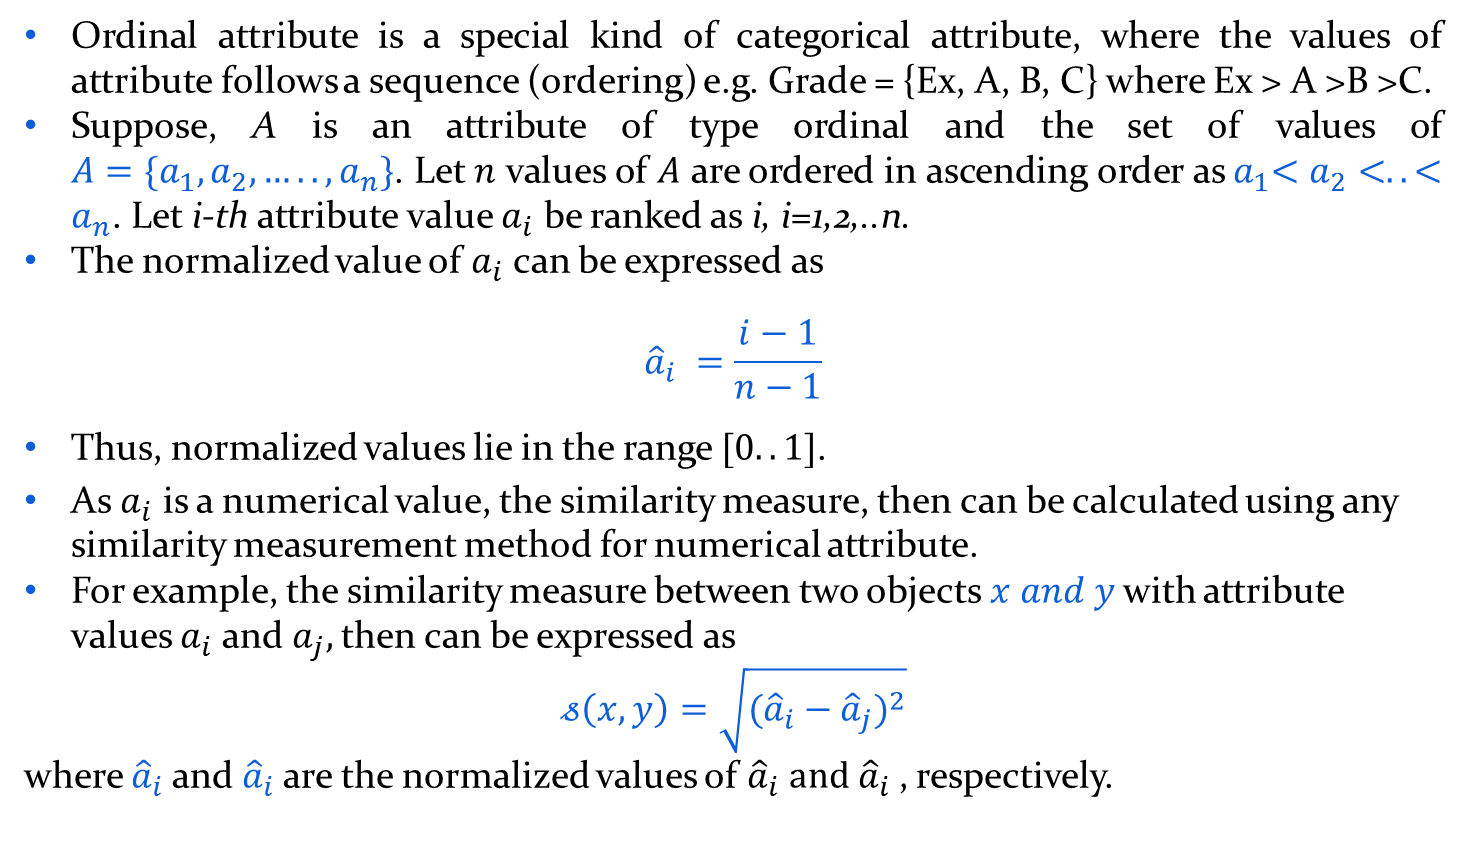 • Ordinal attribute is a special kind of categorical attribute, where the values of
attribute follows a sequence (ordering) e.g. Grade = {Ex, A, B, C} where Ex > A >B >C.
• Suppose, A is an attribute of type ordinal and the set of values of
A = {a₁, a₂, … . . , aₙ}. Let n values of A are ordered in ascending order as a₁< a₂ <. . <
aₙ. Let i-th attribute value aᵢ be ranked as i, i=1,2,..n.
• The normalized value of aᵢ can be expressed as
âᵢ = (i − 1)/(n − 1)
• Thus, normalized values lie in the range [0. . 1].
• As aᵢ is a numerical value, the similarity measure, then can be calculated using any
similarity measurement method for numerical attribute.
• For example, the similarity measure between two objects x and y with attribute
values aᵢ and aⱼ, then can be expressed as
𝓈(x, y) = √(âᵢ − âⱼ)²
where âᵢ and âᵢ are the normalized values of âᵢ and âᵢ , respectively.